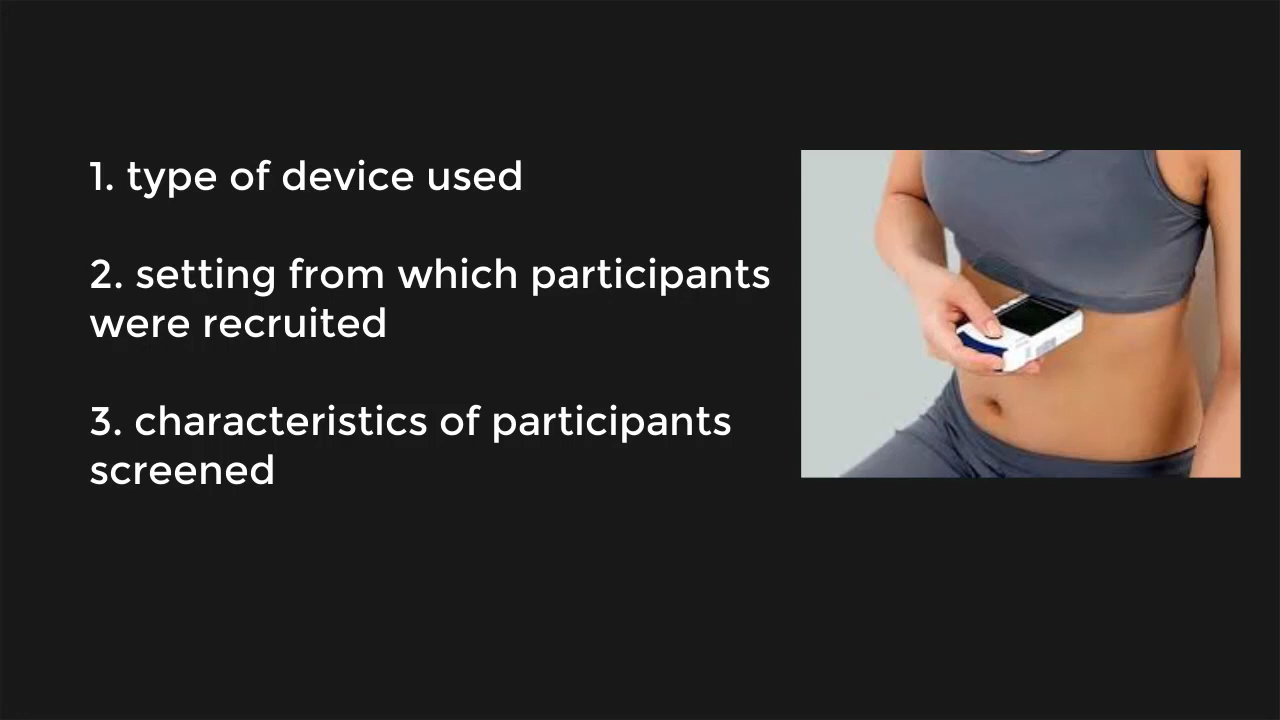 1. type of device used
2. setting from which participants
were recruited
3. characteristics of participants
screened